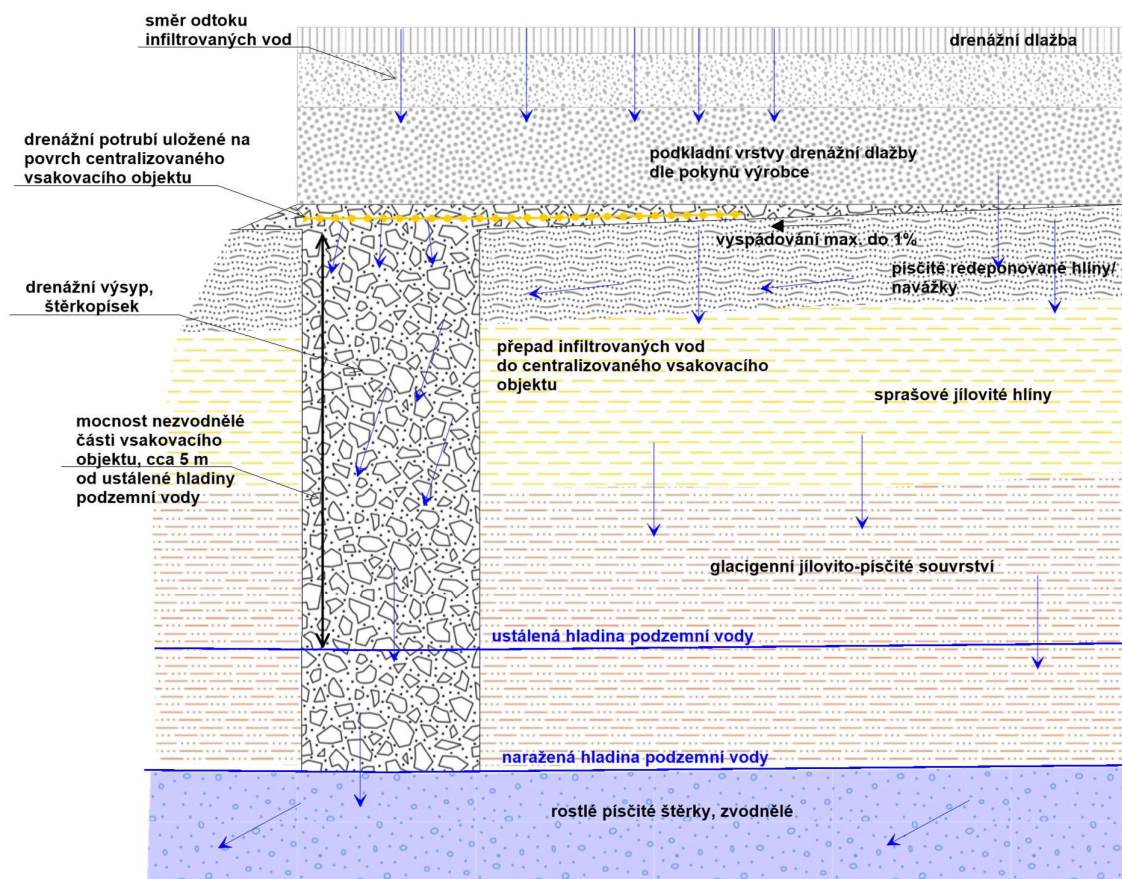 směr odtoku
infiltrovaných vod
drenážní dlažba
drenážní potrubí uložené na
povrch centralizovaného
vsakovacího objektu
podkladní vrstvy drenážní dlažby
dle pokynů výrobce
vyspádování max. do 1%
písčité redeponované hlíny/
navážky
drenážní výsyp,
štěrkopísek
přepad infiltrovaných vod
do centralizovaného vsakovacího
objektu
sprašové jílovité hlíny
mocnost nezvodnělé
části vsakovacího
objektu, cca 5 m
od ustálené hladiny
podzemní vody
glacigenní jílovito-písčité souvrství
ustálená hladina podzemní vody
naražená hladina podzemní vody
rostlé písčité štěrky, zvodnělé